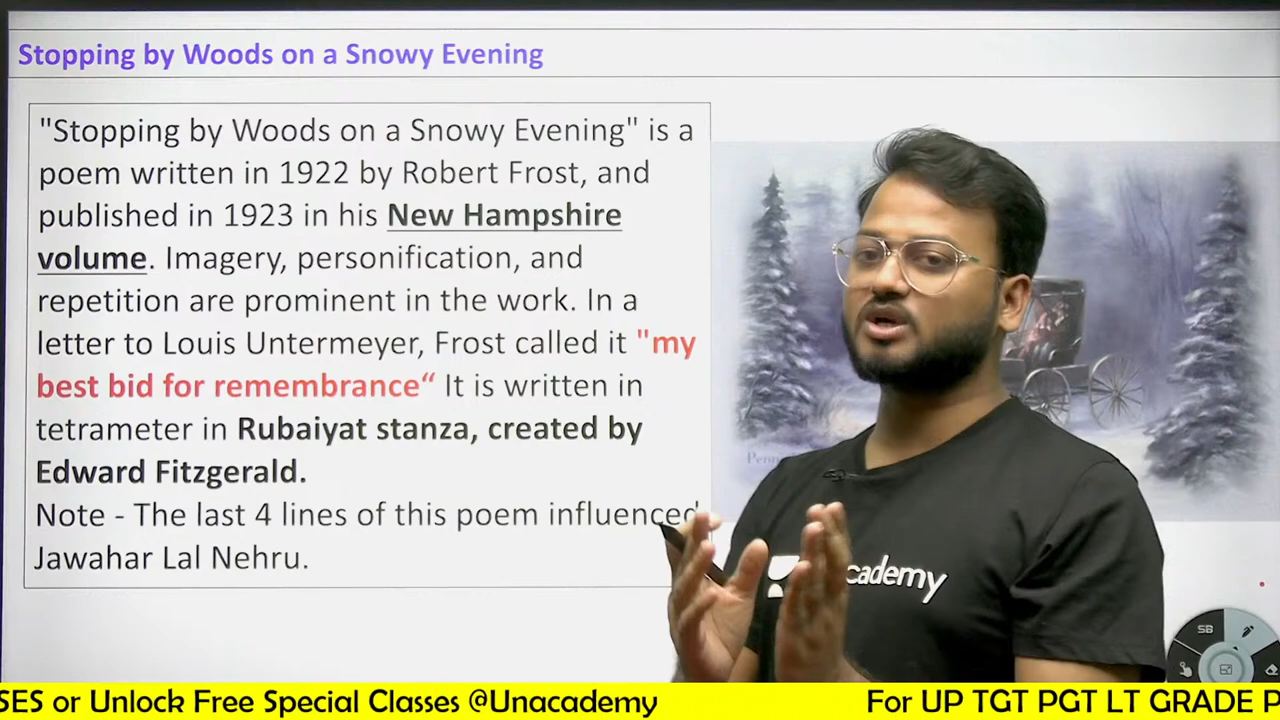 Stopping by Woods on a Snowy Evening
"Stopping by Woods on a Snowy Evening" is a
poem written in 1922 by Robert Frost, and
published in 1923 in his New Hampshire
volume. Imagery, personification, and
repetition are prominent in the work. In a
letter to Louis Untermeyer, Frost called it "my
best bid for remembrance“ It is written in
tetrameter in Rubaiyat stanza, created by
Edward Fitzgerald.
Note - The last 4 lines of this poem influenced
Jawahar Lal Nehru.
SB
SES or Unlock Free Special Classes @Unacademy
For UP TGT PGT LT GRADE P